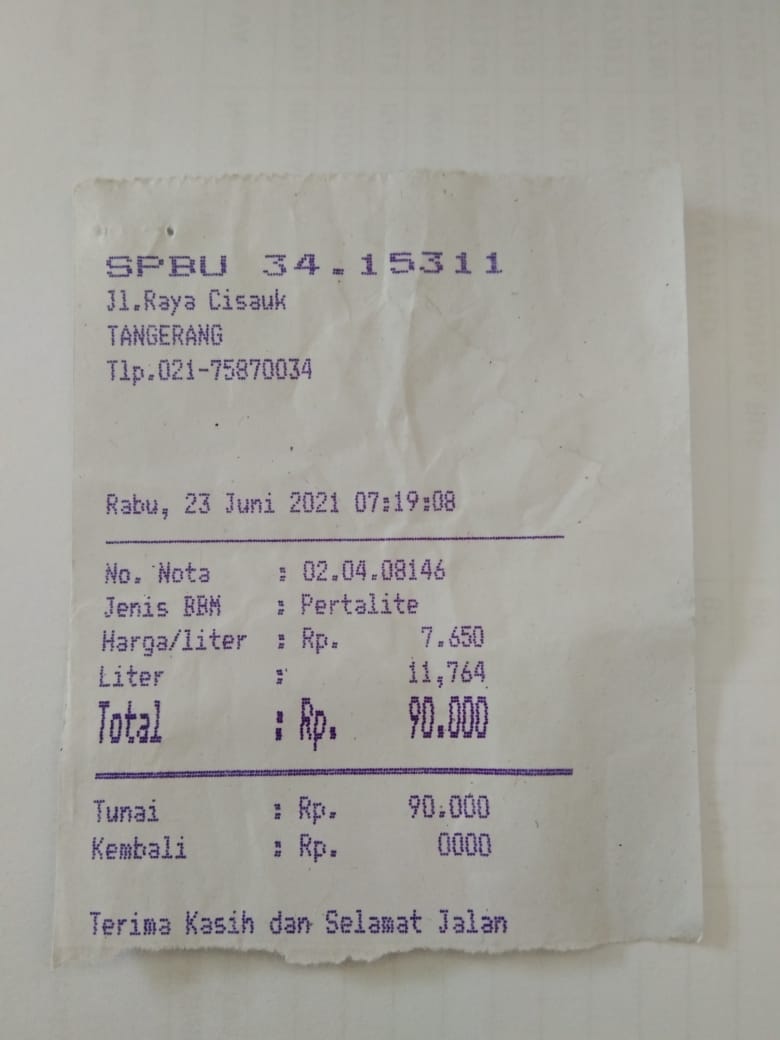 SPBU 34.15311
Jl.Raya Cisauk
TANGERANG
Tlp.021-75870034
Rabu, 23 Juni 2021 07:19:08
No. Nota : 02.04.08146
Jenis BBM : Pertalite
Harga/liter : Rp. 7.650
Liter : 11,764
Total : Rp. 90.000
Tunai : Rp. 90.000
Kembali : Rp. 0000
Terima Kasih dan Selamat Jalan